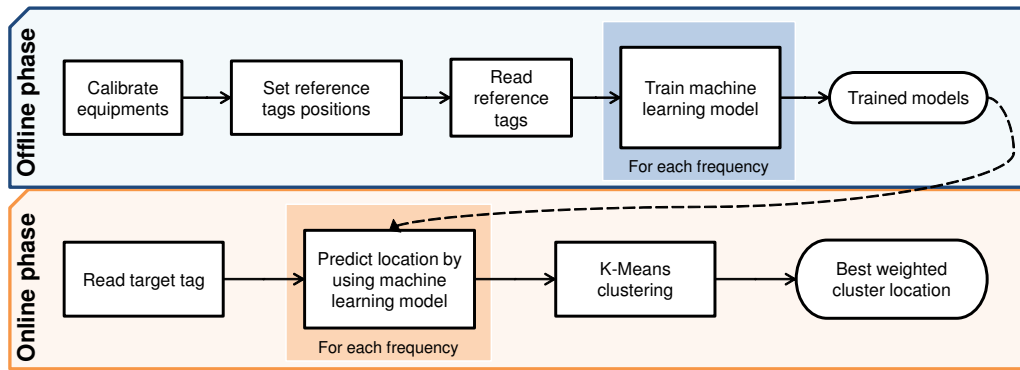 Offline phase
Calibrate
equipments
Set reference
tags positions
Read
reference
tags
Train machine
learning model
For each frequency
Trained models
Online phase
Read target tag
Predict location by
using machine
learning model
For each frequency
K-Means
clustering
Best weighted
cluster location